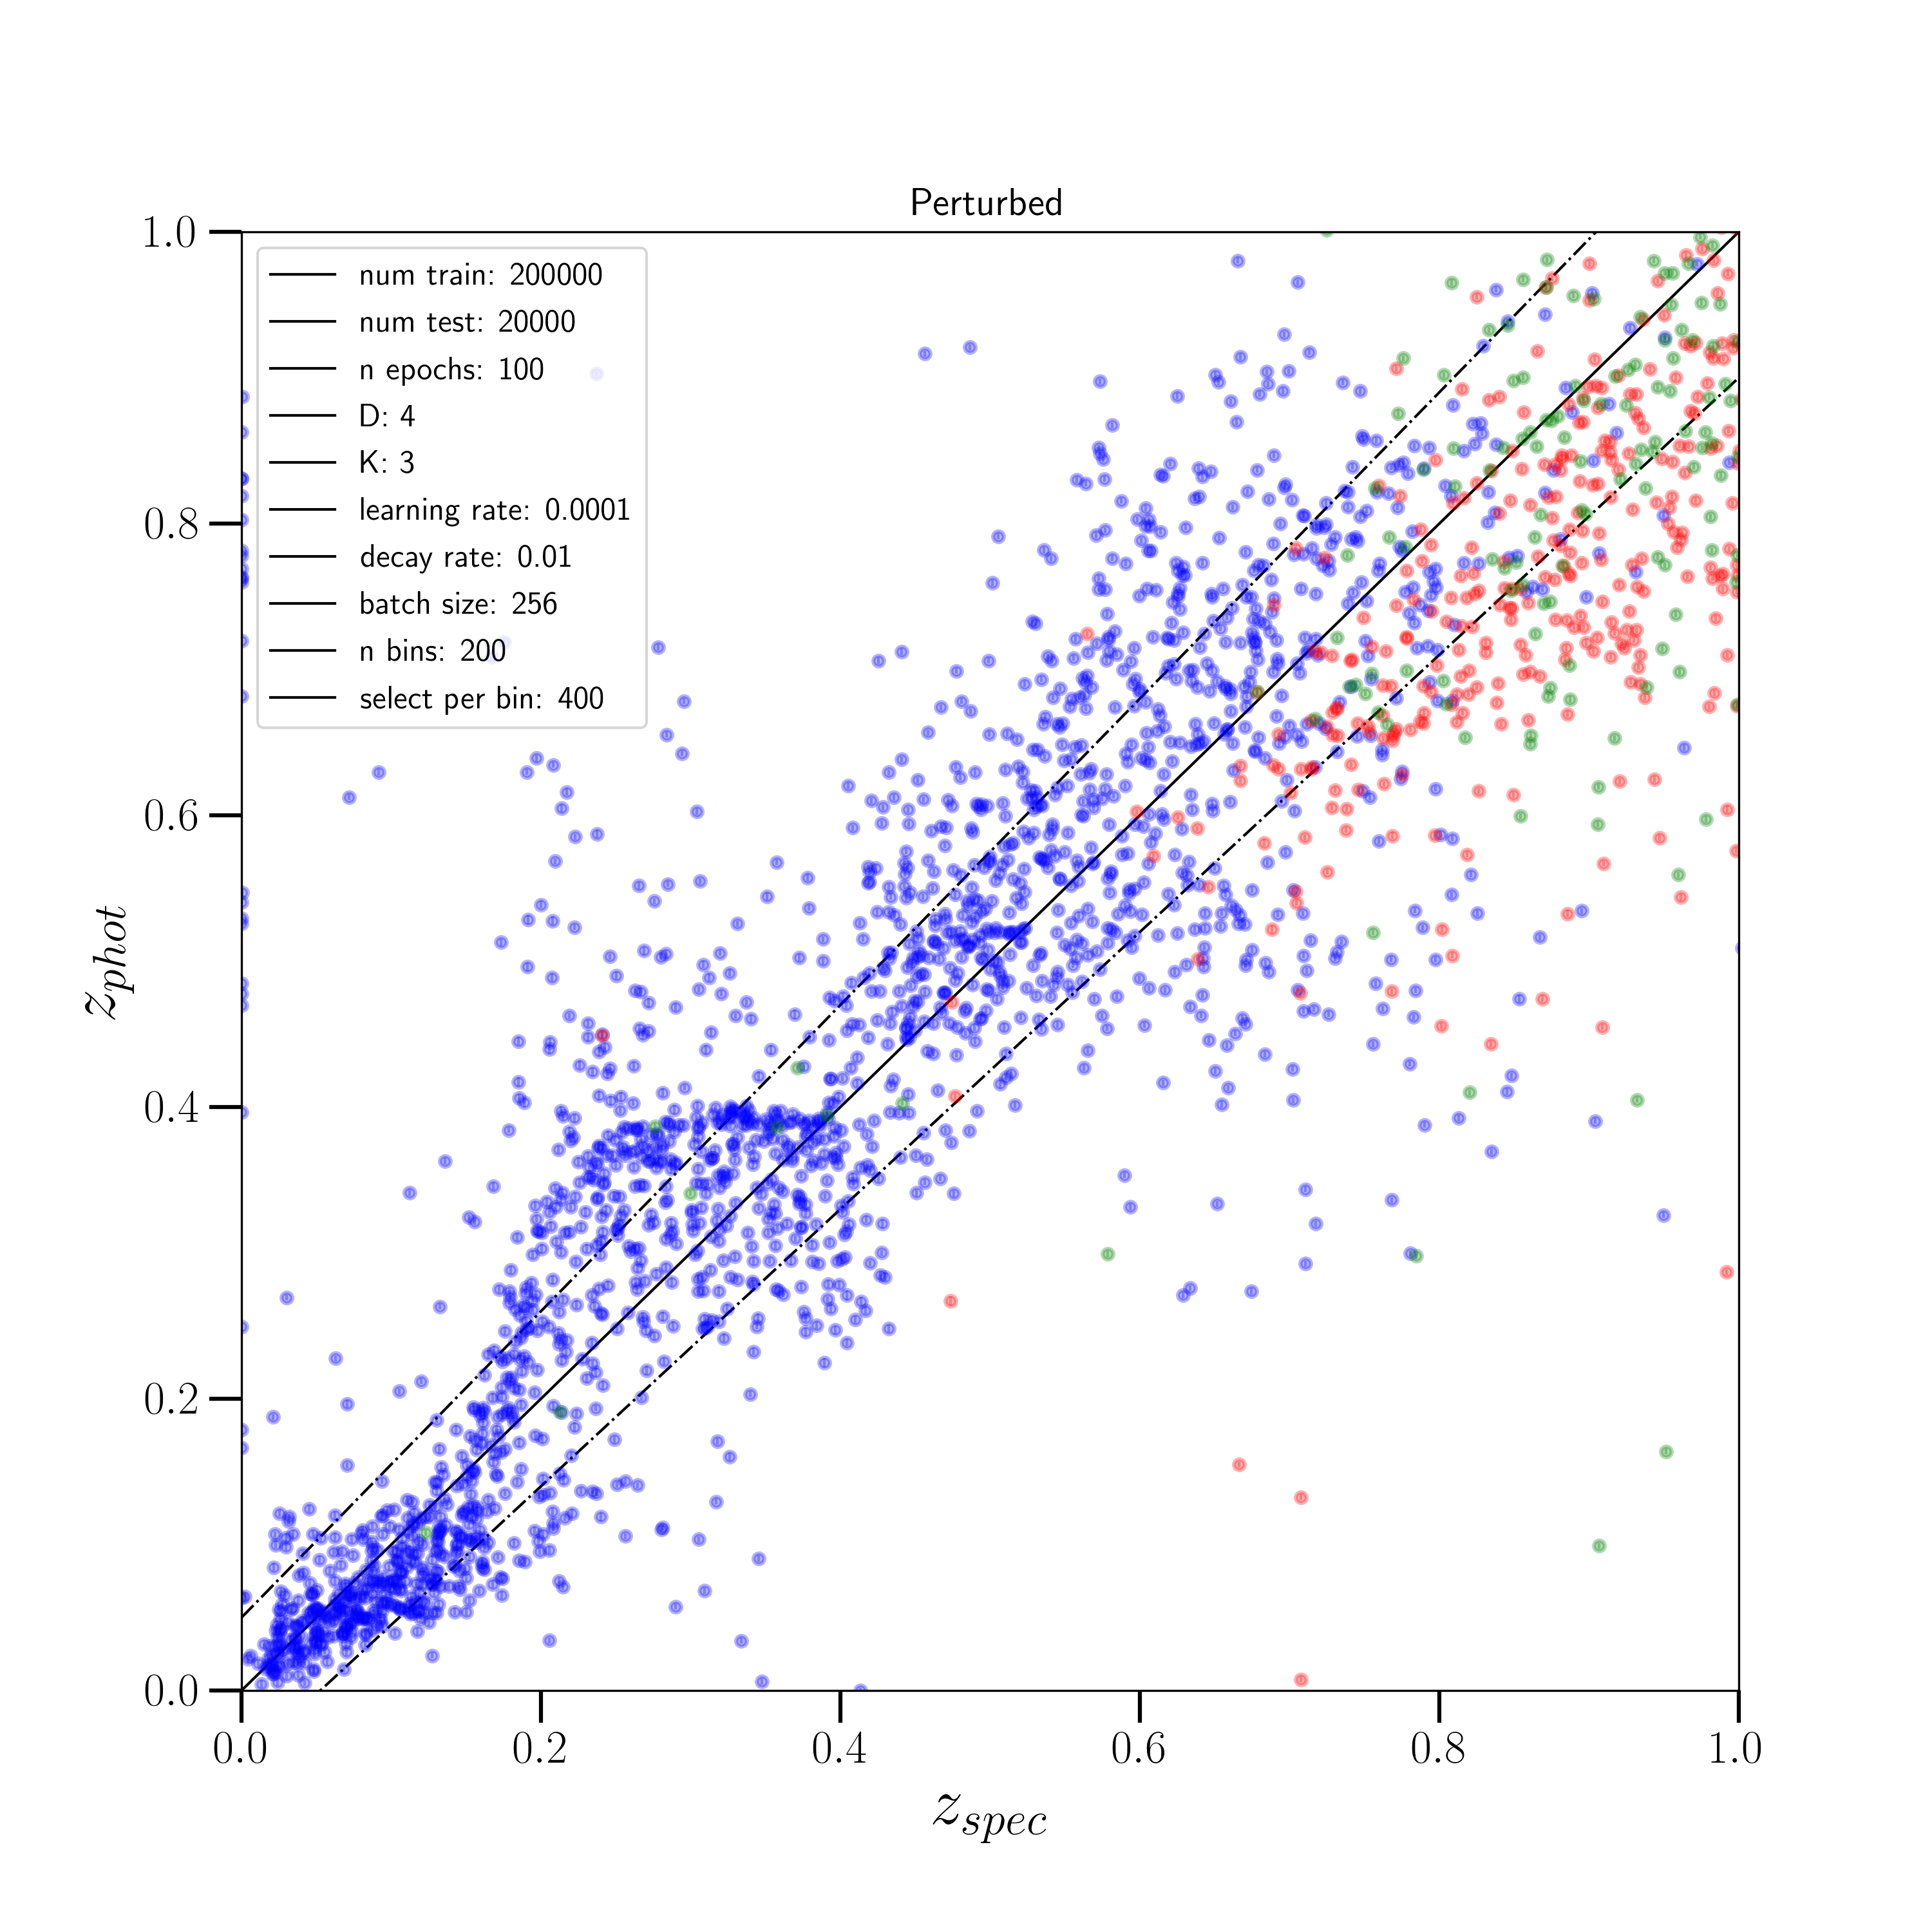 Perturbed
1.0
0.8
0.6
0.4
0.2
0.0
z_phot
num train: 200000
num test: 20000
n epochs: 100
D: 4
K: 3
learning rate: 0.0001
decay rate: 0.01
batch size: 256
n bins: 200
select per bin: 400
0.0 0.2 0.4 0.6 0.8 1.0
z_spec